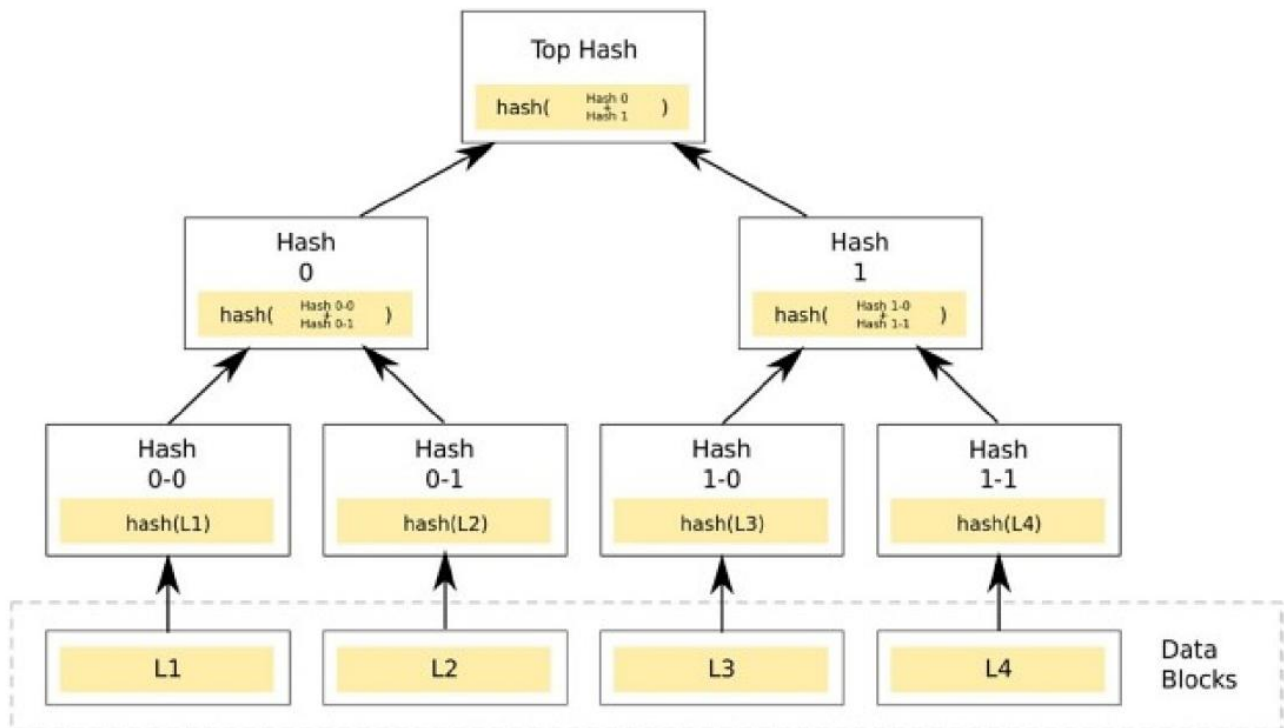 Top Hash
hash( Hash 0 + Hash 1 )
Hash
0
hash( Hash 0-0 + Hash 0-1 )
Hash
1
hash( Hash 1-0 + Hash 1-1 )
Hash
0-0
hash(L1)
Hash
0-1
hash(L2)
Hash
1-0
hash(L3)
Hash
1-1
hash(L4)
L1
L2
L3
L4
Data
Blocks